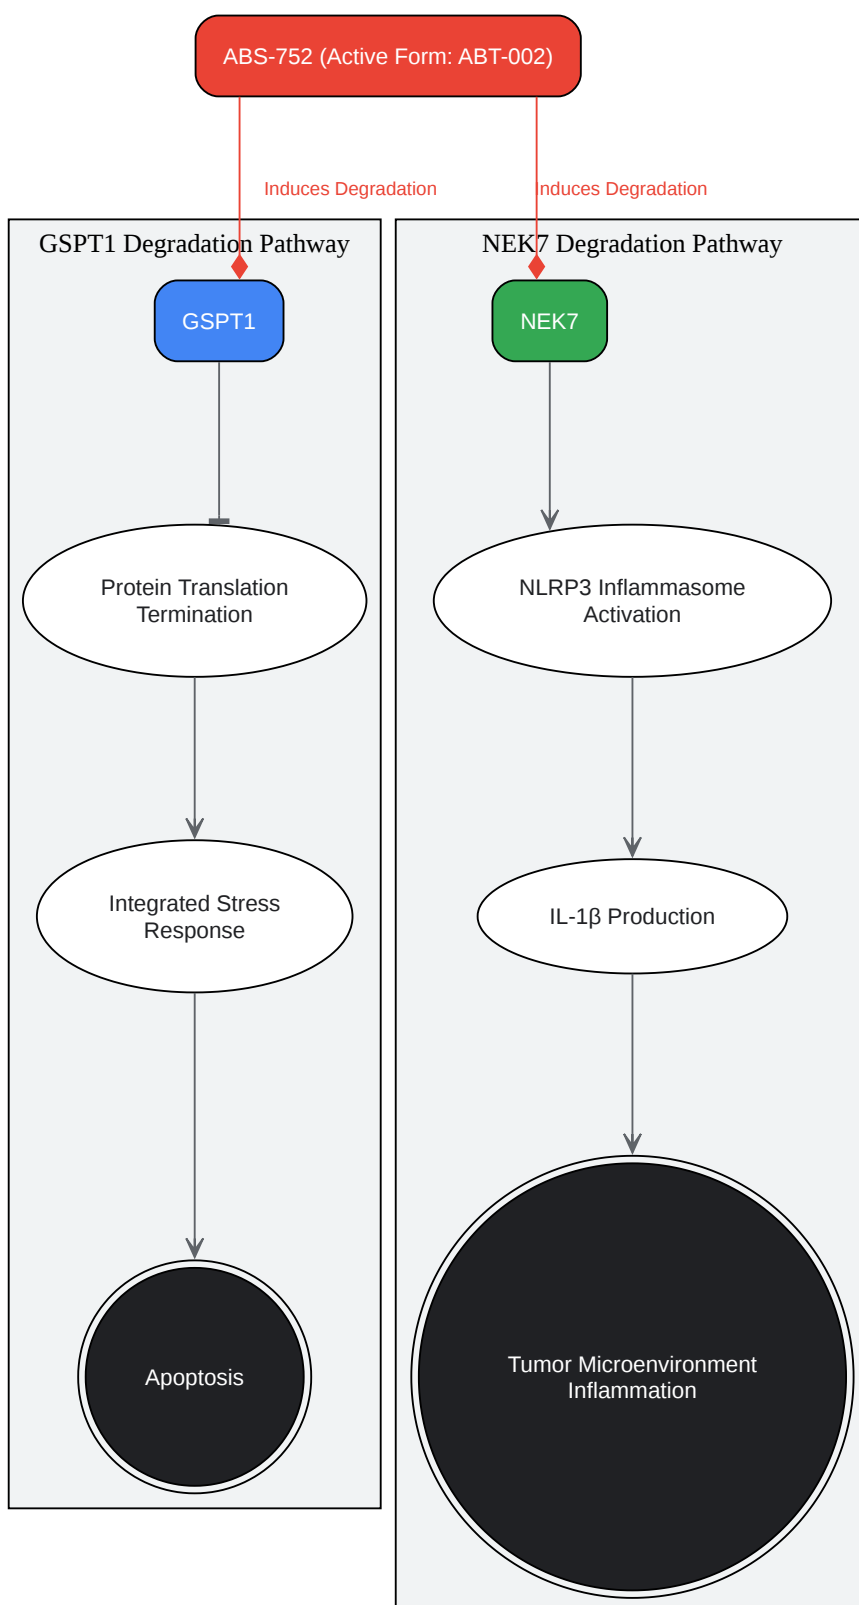 ABS-752 (Active Form: ABT-002)
Induces Degradation
Induces Degradation
GSPT1 Degradation Pathway
NEK7 Degradation Pathway
GSPT1
NEK7
Protein Translation
Termination
NLRP3 Inflammasome
Activation
Integrated Stress
Response
IL-1β Production
Apoptosis
Tumor Microenvironment
Inflammation